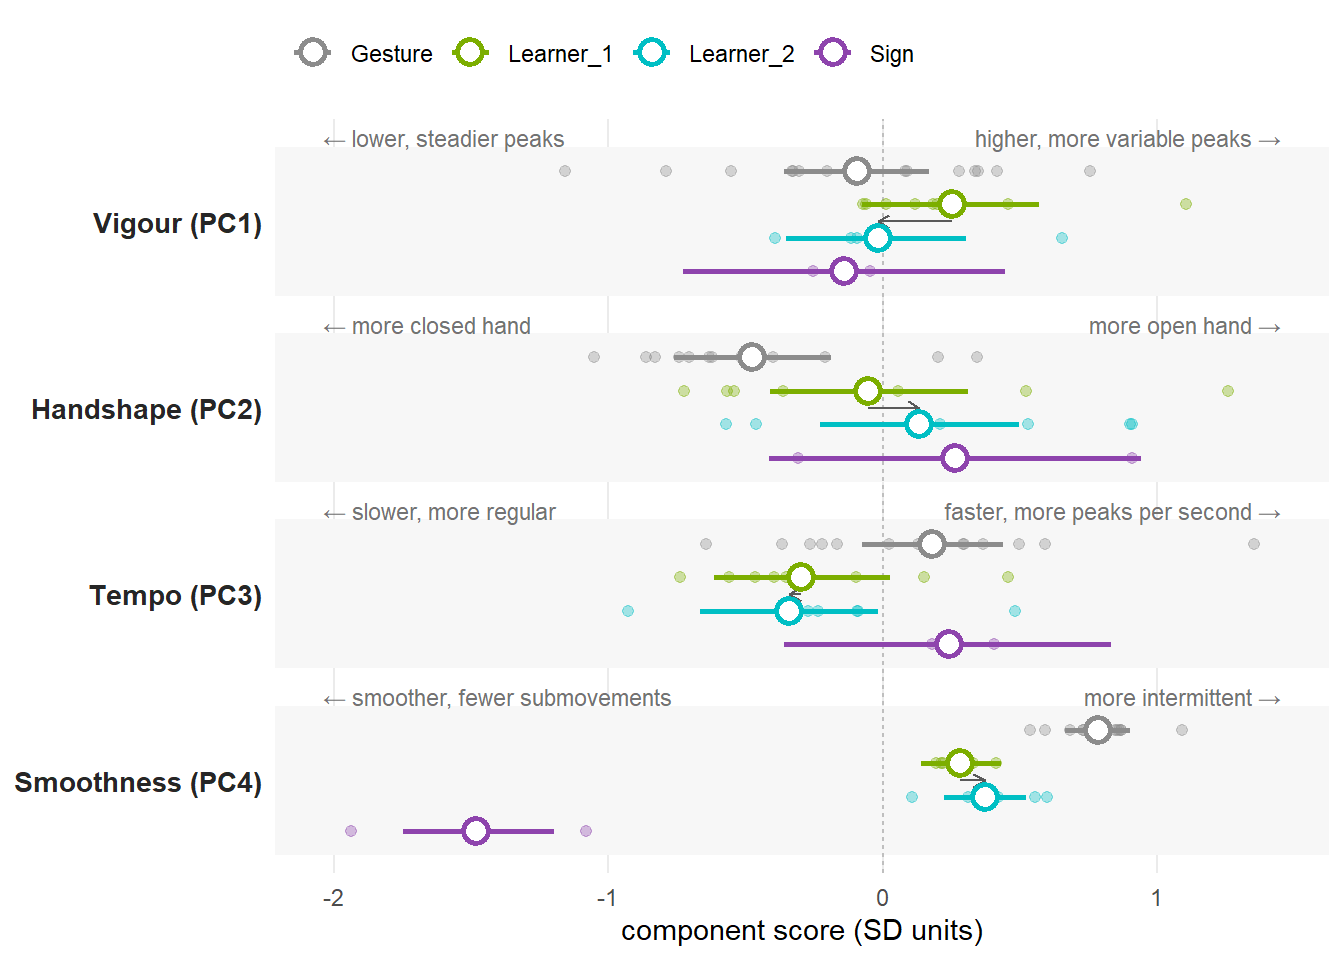 Gesture Learner_1 Learner_2 Sign
← lower, steadier peaks higher, more variable peaks →
Vigour (PC1)
← more closed hand more open hand →
Handshape (PC2)
← slower, more regular faster, more peaks per second →
Tempo (PC3)
← smoother, fewer submovements more intermittent →
Smoothness (PC4)
-2 -1 0 1
component score (SD units)